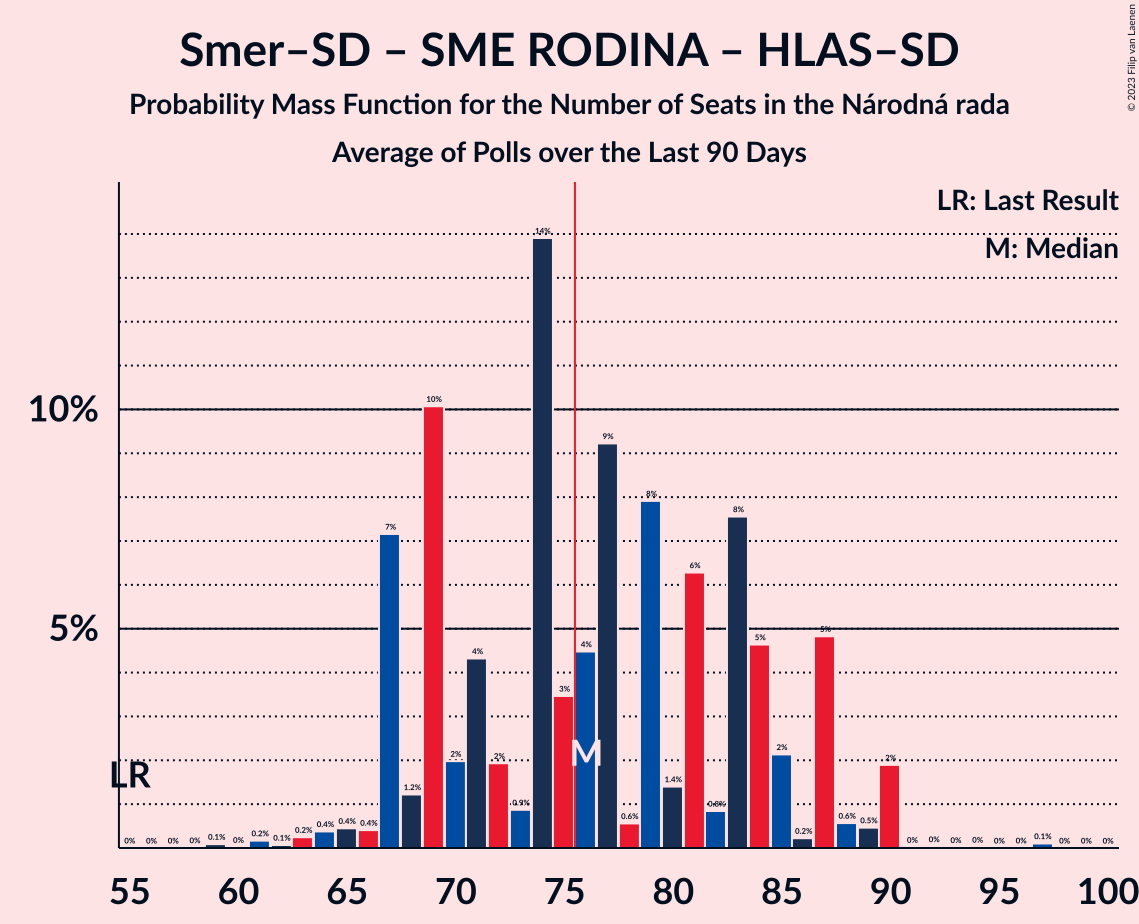 Smer–SD – SME RODINA – HLAS–SD
Probability Mass Function for the Number of Seats in the Národná rada
Average of Polls over the Last 90 Days
© 2023 Filip van Laenen
LR: Last Result
M: Median
10%
5%
LR
M
0% 0% 0% 0% 0.1% 0% 0.2% 0.1% 0.2% 0.4% 0.4% 0.4% 7% 1.2% 10% 2% 4% 2% 0.9% 14% 3% 4% 9% 0.6% 8% 1.4% 6% 0.8% 8% 5% 2% 0.2% 5% 0.6% 0.5% 2% 0% 0% 0% 0% 0% 0% 0.1% 0% 0% 0%
55 60 65 70 75 80 85 90 95 100